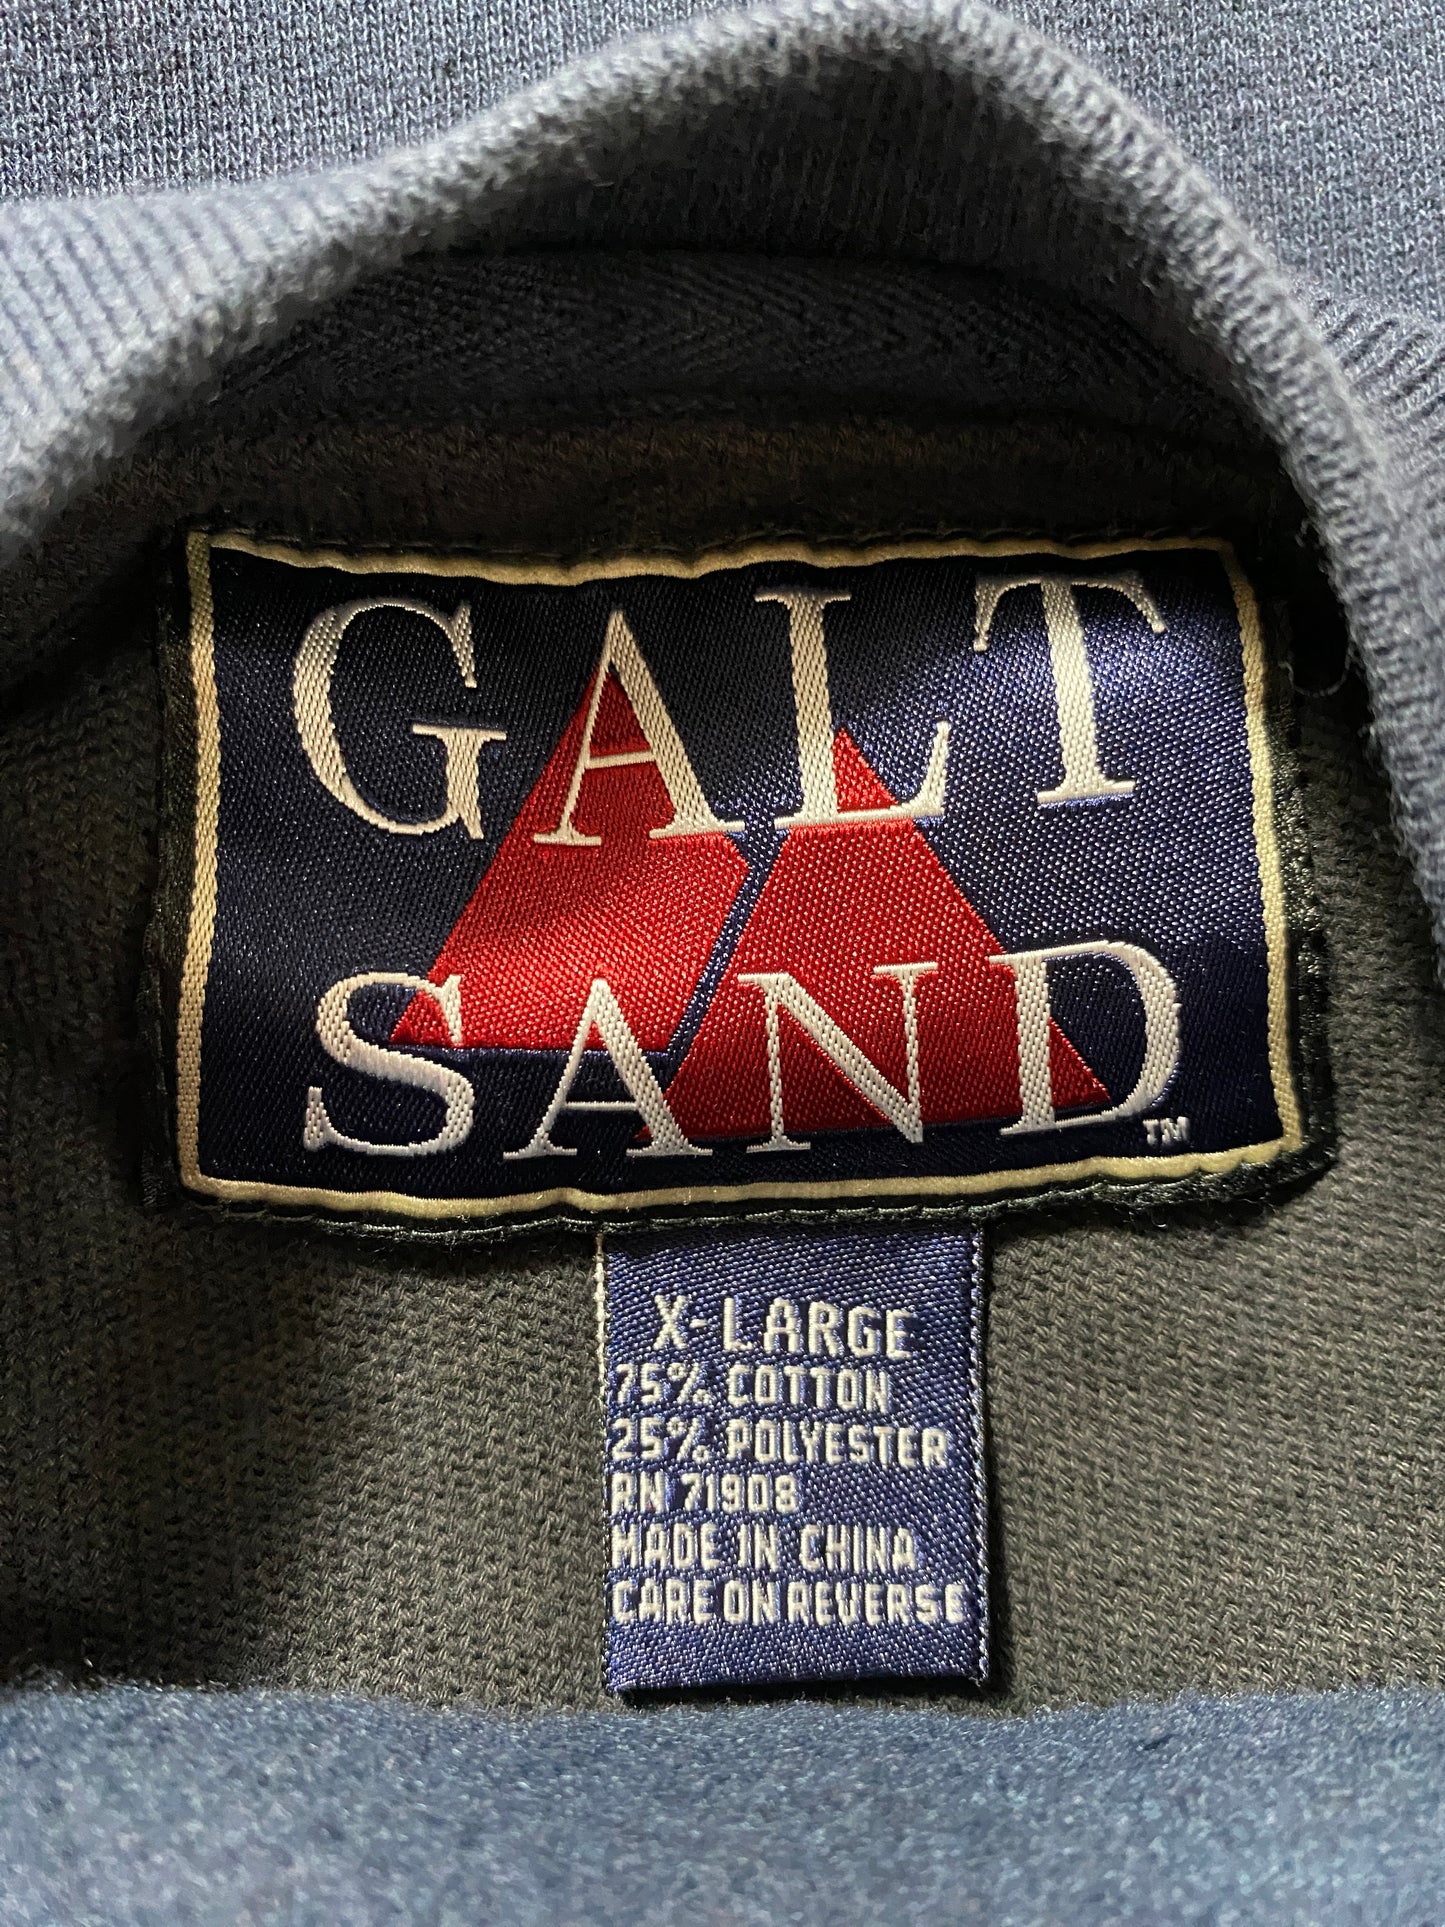 GALT
SAND
TM
X-LARGE
75% COTTON
25% POLYESTER
RN 71908
MADE IN CHINA
CARE ON REVERSE